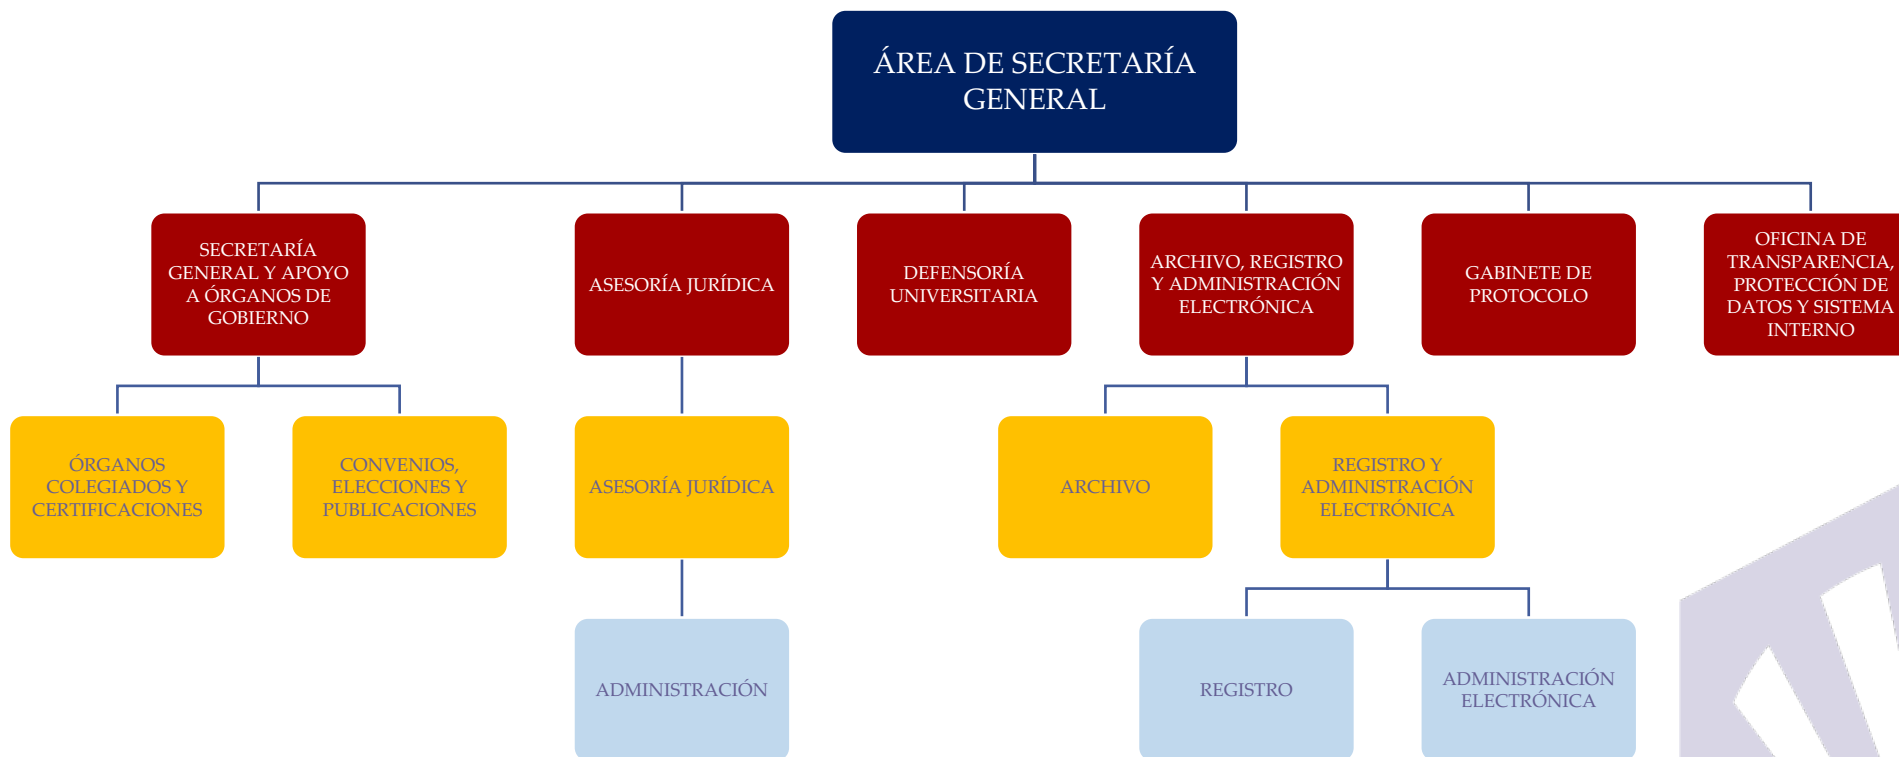 ÁREA DE SECRETARÍA
GENERAL
SECRETARÍA
GENERAL Y APOYO
A ÓRGANOS DE
GOBIERNO
ASESORÍA JURÍDICA
DEFENSORÍA
UNIVERSITARIA
ARCHIVO, REGISTRO
Y ADMINISTRACIÓN
ELECTRÓNICA
GABINETE DE
PROTOCOLO
OFICINA DE
TRANSPARENCIA,
PROTECCIÓN DE
DATOS Y SISTEMA
INTERNO
ÓRGANOS
COLEGIADOS Y
CERTIFICACIONES
CONVENIOS,
ELECCIONES Y
PUBLICACIONES
ASESORÍA JURÍDICA
ARCHIVO
REGISTRO Y
ADMINISTRACIÓN
ELECTRÓNICA
ADMINISTRACIÓN
REGISTRO
ADMINISTRACIÓN
ELECTRÓNICA